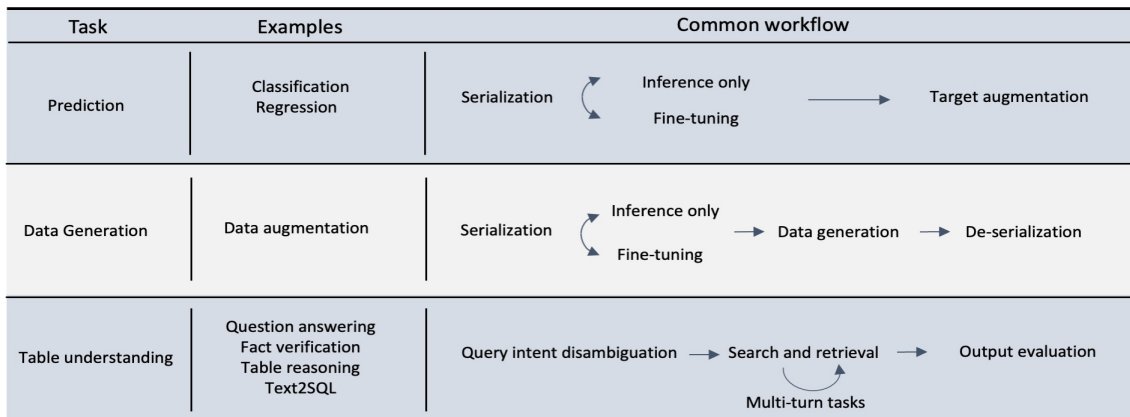 Task Examples Common workflow
Prediction
Classification
Regression
Serialization
Inference only
Fine-tuning
Target augmentation
Data Generation
Data augmentation
Serialization
Inference only
Fine-tuning
Data generation
De-serialization
Table understanding
Question answering
Fact verification
Table reasoning
Text2SQL
Query intent disambiguation
Search and retrieval
Multi-turn tasks
Output evaluation